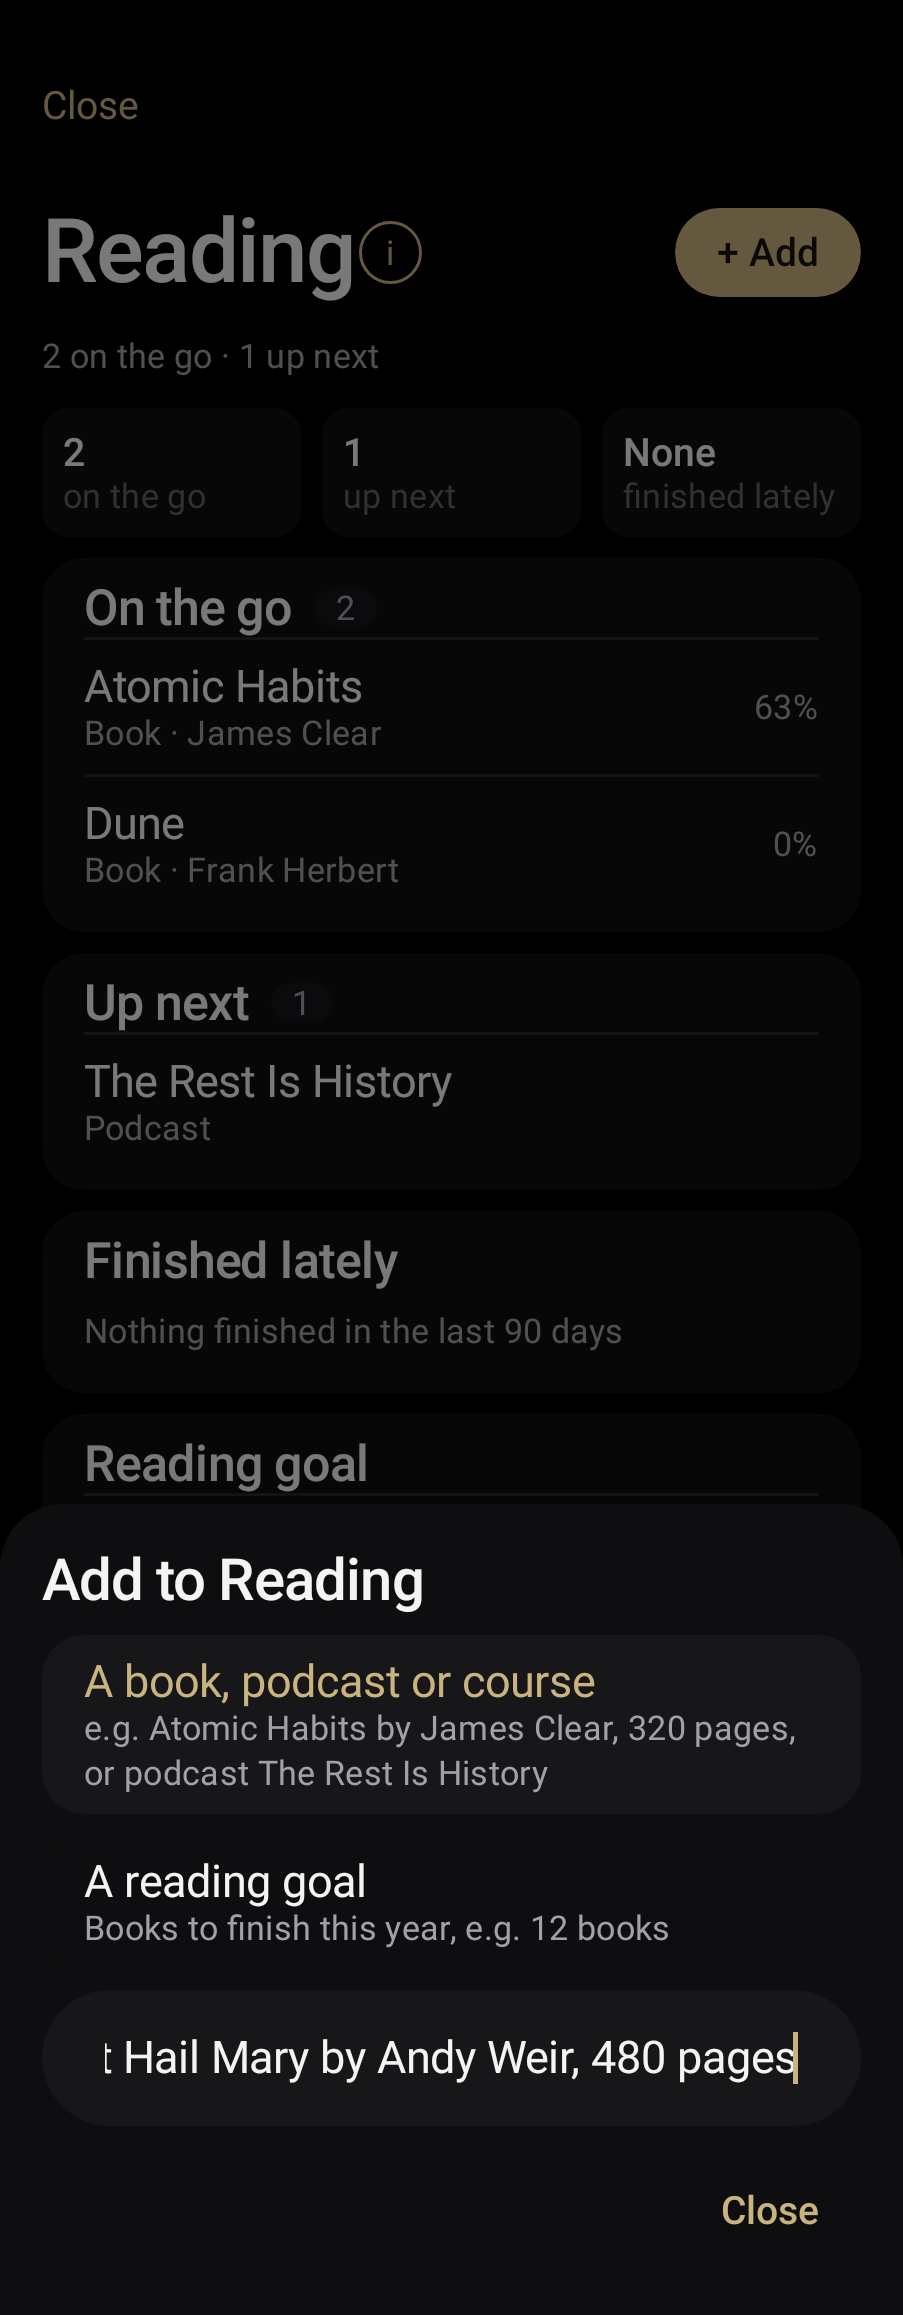 Close
Reading i
+ Add
2 on the go · 1 up next
2
on the go
1
up next
None
finished lately
On the go 2
Atomic Habits
Book · James Clear
63%
Dune
Book · Frank Herbert
0%
Up next 1
The Rest Is History
Podcast
Finished lately
Nothing finished in the last 90 days
Reading goal
Add to Reading
A book, podcast or course
e.g. Atomic Habits by James Clear, 320 pages,
or podcast The Rest Is History
A reading goal
Books to finish this year, e.g. 12 books
t Hail Mary by Andy Weir, 480 pages
Close